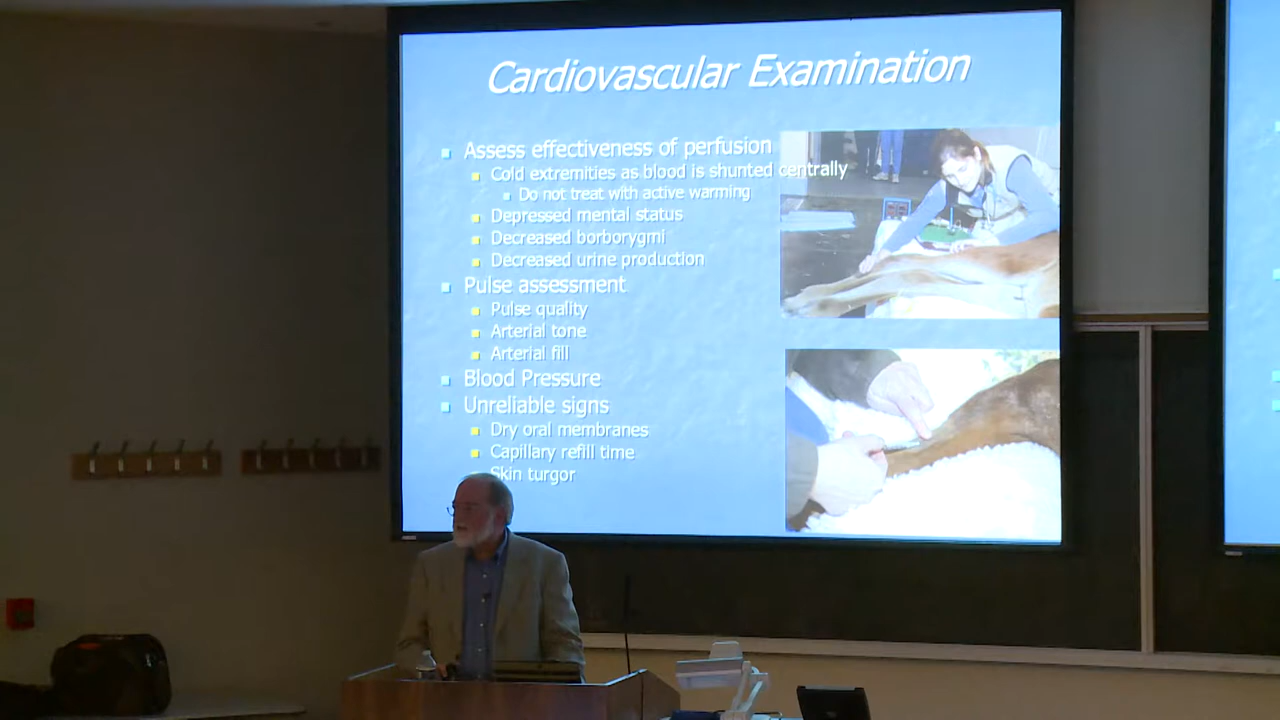 Cardiovascular Examination
Assess effectiveness of perfusion
Cold extremities as blood is shunted centrally
Do not treat with active warming
Depressed mental status
Decreased borborygmi
Decreased urine production
Pulse assessment
Pulse quality
Arterial tone
Arterial fill
Blood Pressure
Unreliable signs
Dry oral membranes
Capillary refill time
Skin turgor